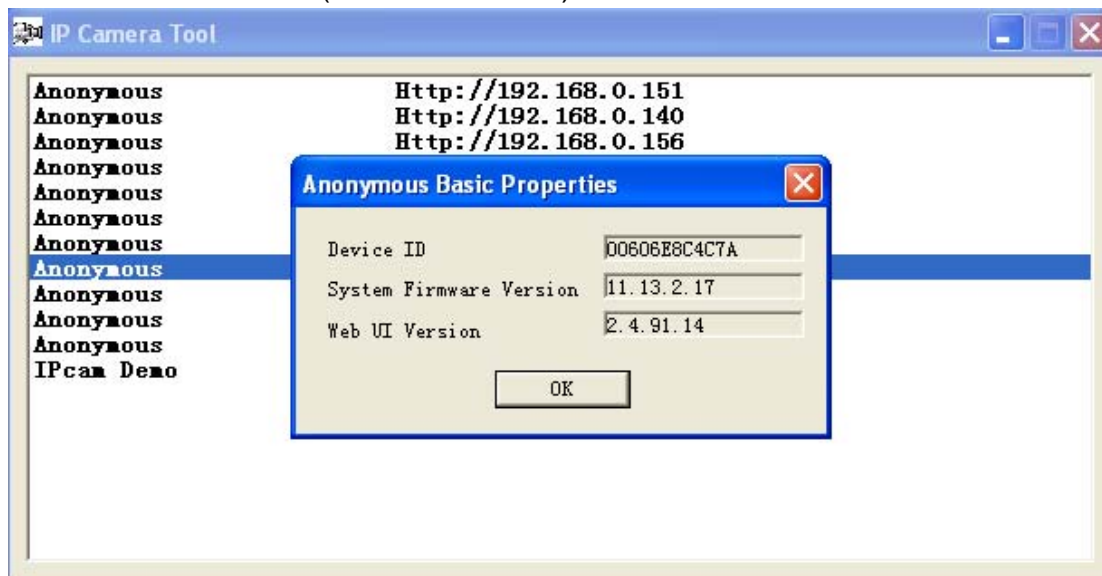 IP Camera Tool
Anonymous Http://192.168.0.151
Anonymous Http://192.168.0.140
Anonymous Http://192.168.0.156
Anonymous
Anonymous
Anonymous
Anonymous
Anonymous
Anonymous
Anonymous
Anonymous
IPcam Demo
Anonymous Basic Properties
Device ID 00606E8C4C7A
System Firmware Version 11.13.2.17
Web UI Version 2.4.91.14
OK